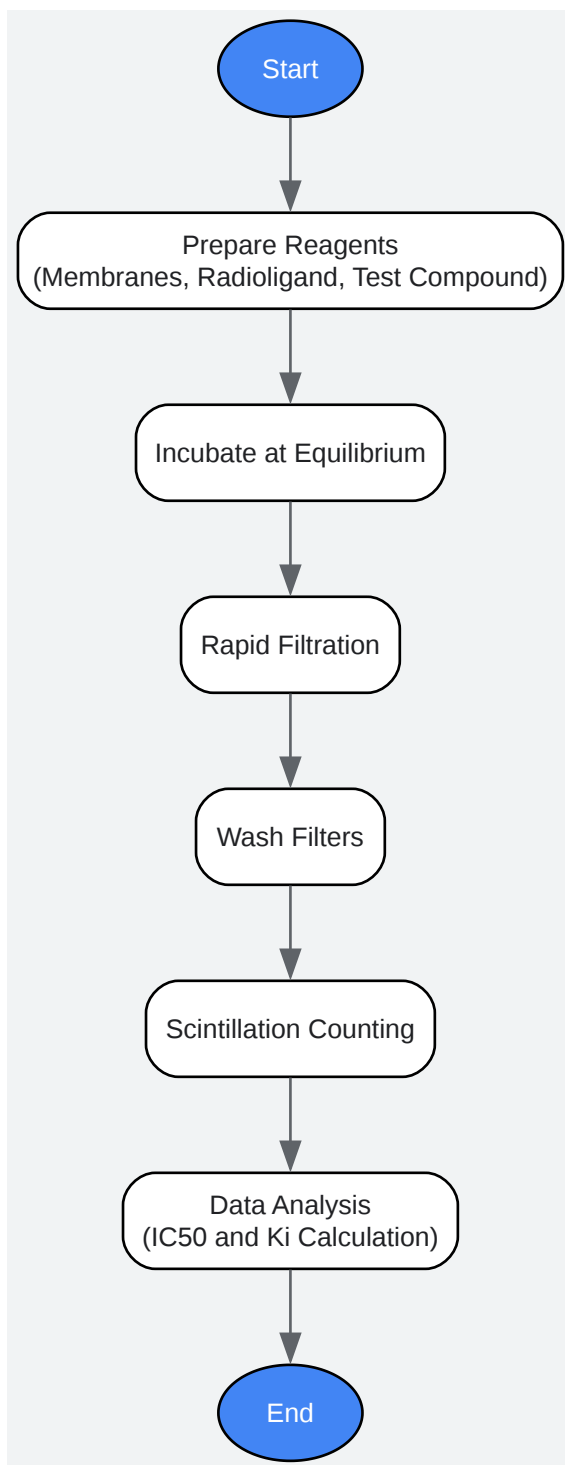 Start
Prepare Reagents
(Membranes, Radioligand, Test Compound)
Incubate at Equilibrium
Rapid Filtration
Wash Filters
Scintillation Counting
Data Analysis
(IC50 and Ki Calculation)
End